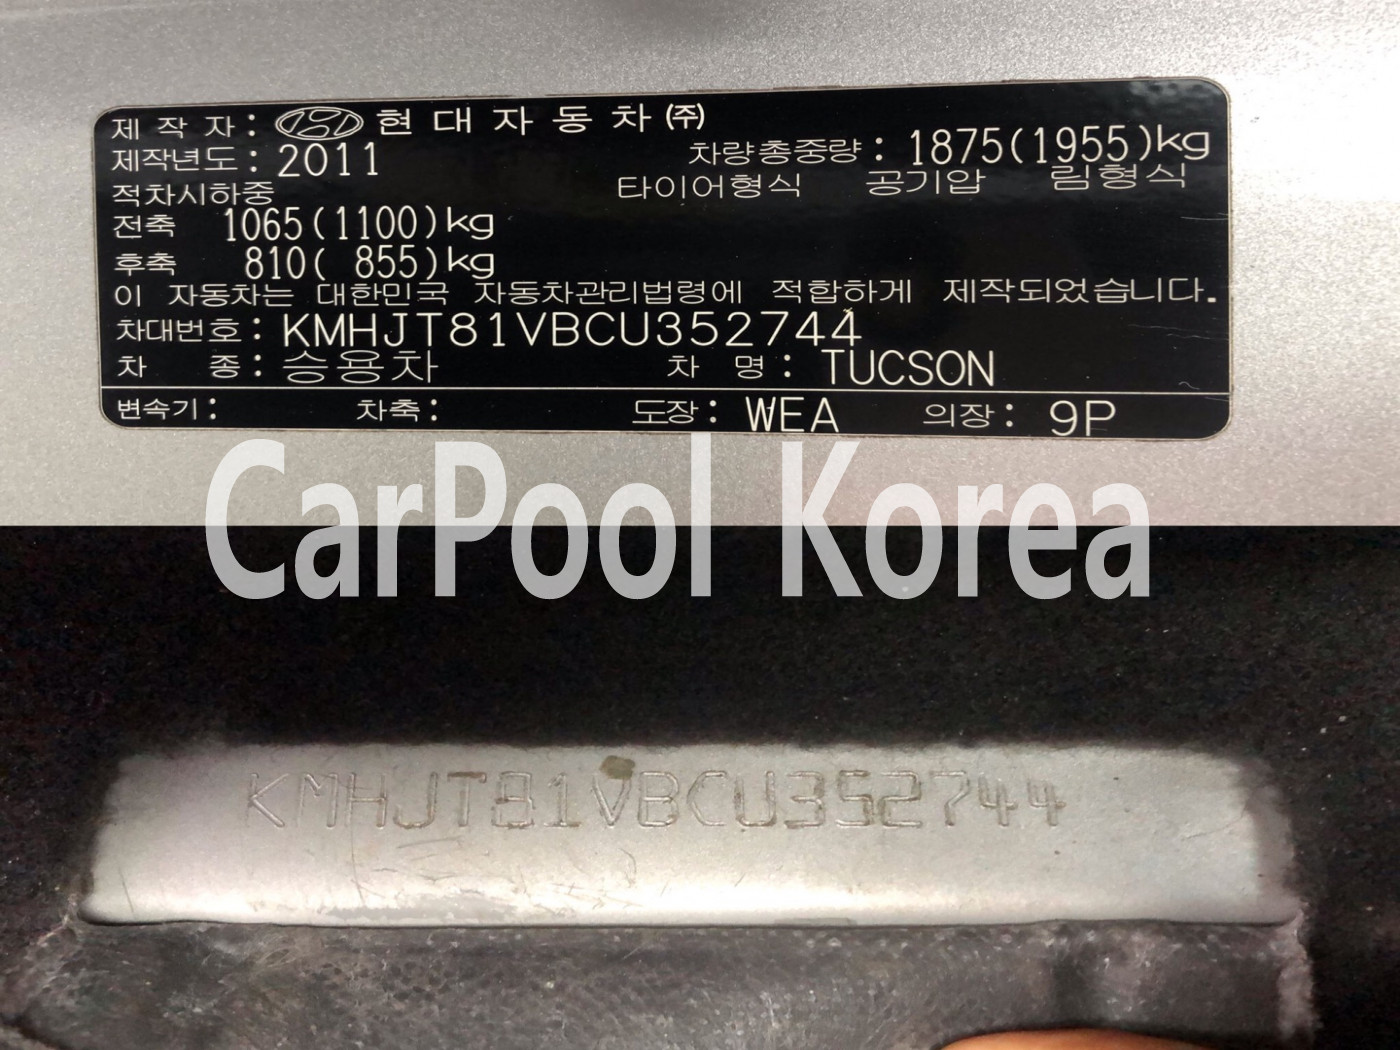 제 작 자 : 현 대 자 동 차 ㈜
제작년도 : 2011
차량총중량 : 1875(1955)kg
적차시하중
타이어형식 공기압 림형식
전축 1065(1100)kg
후축 810( 855)kg
이 자동차는 대한민국 자동차관리법령에 적합하게 제작되었습니다.
차대번호 : KMHJT81VBCU352744
차 종 : 승용차 차 명 : TUCSON
변속기 : 차축 : 도장 : WEA 의장 : 9P
CarPool Korea
KMHJT81VBCU352744